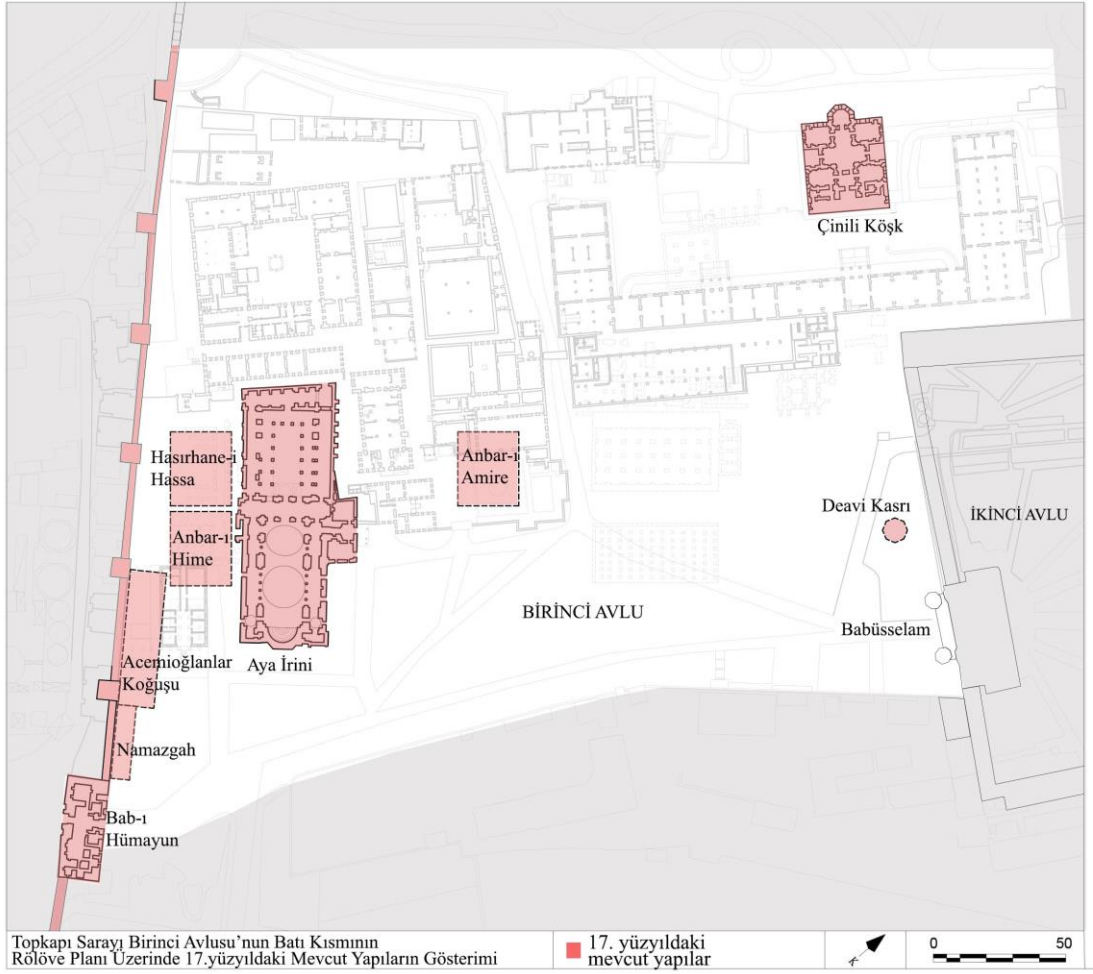 Çinili Köşk
Hasırhane-i
Hassa
Anbar-ı
Amire
Deavi Kasrı
İKİNCİ AVLU
Anbar-ı
Hime
BİRİNCİ AVLU
Babüsselam
Acemioğlanlar
Koğuşu
Aya İrini
Namazgah
Bab-ı
Hümayun
Topkapı Sarayı Birinci Avlusu'nun Batı Kısmının
Rölöve Planı Üzerinde 17.yüzyıldaki Mevcut Yapıların Gösterimi
17. yüzyıldaki
mevcut yapılar
K
0 50